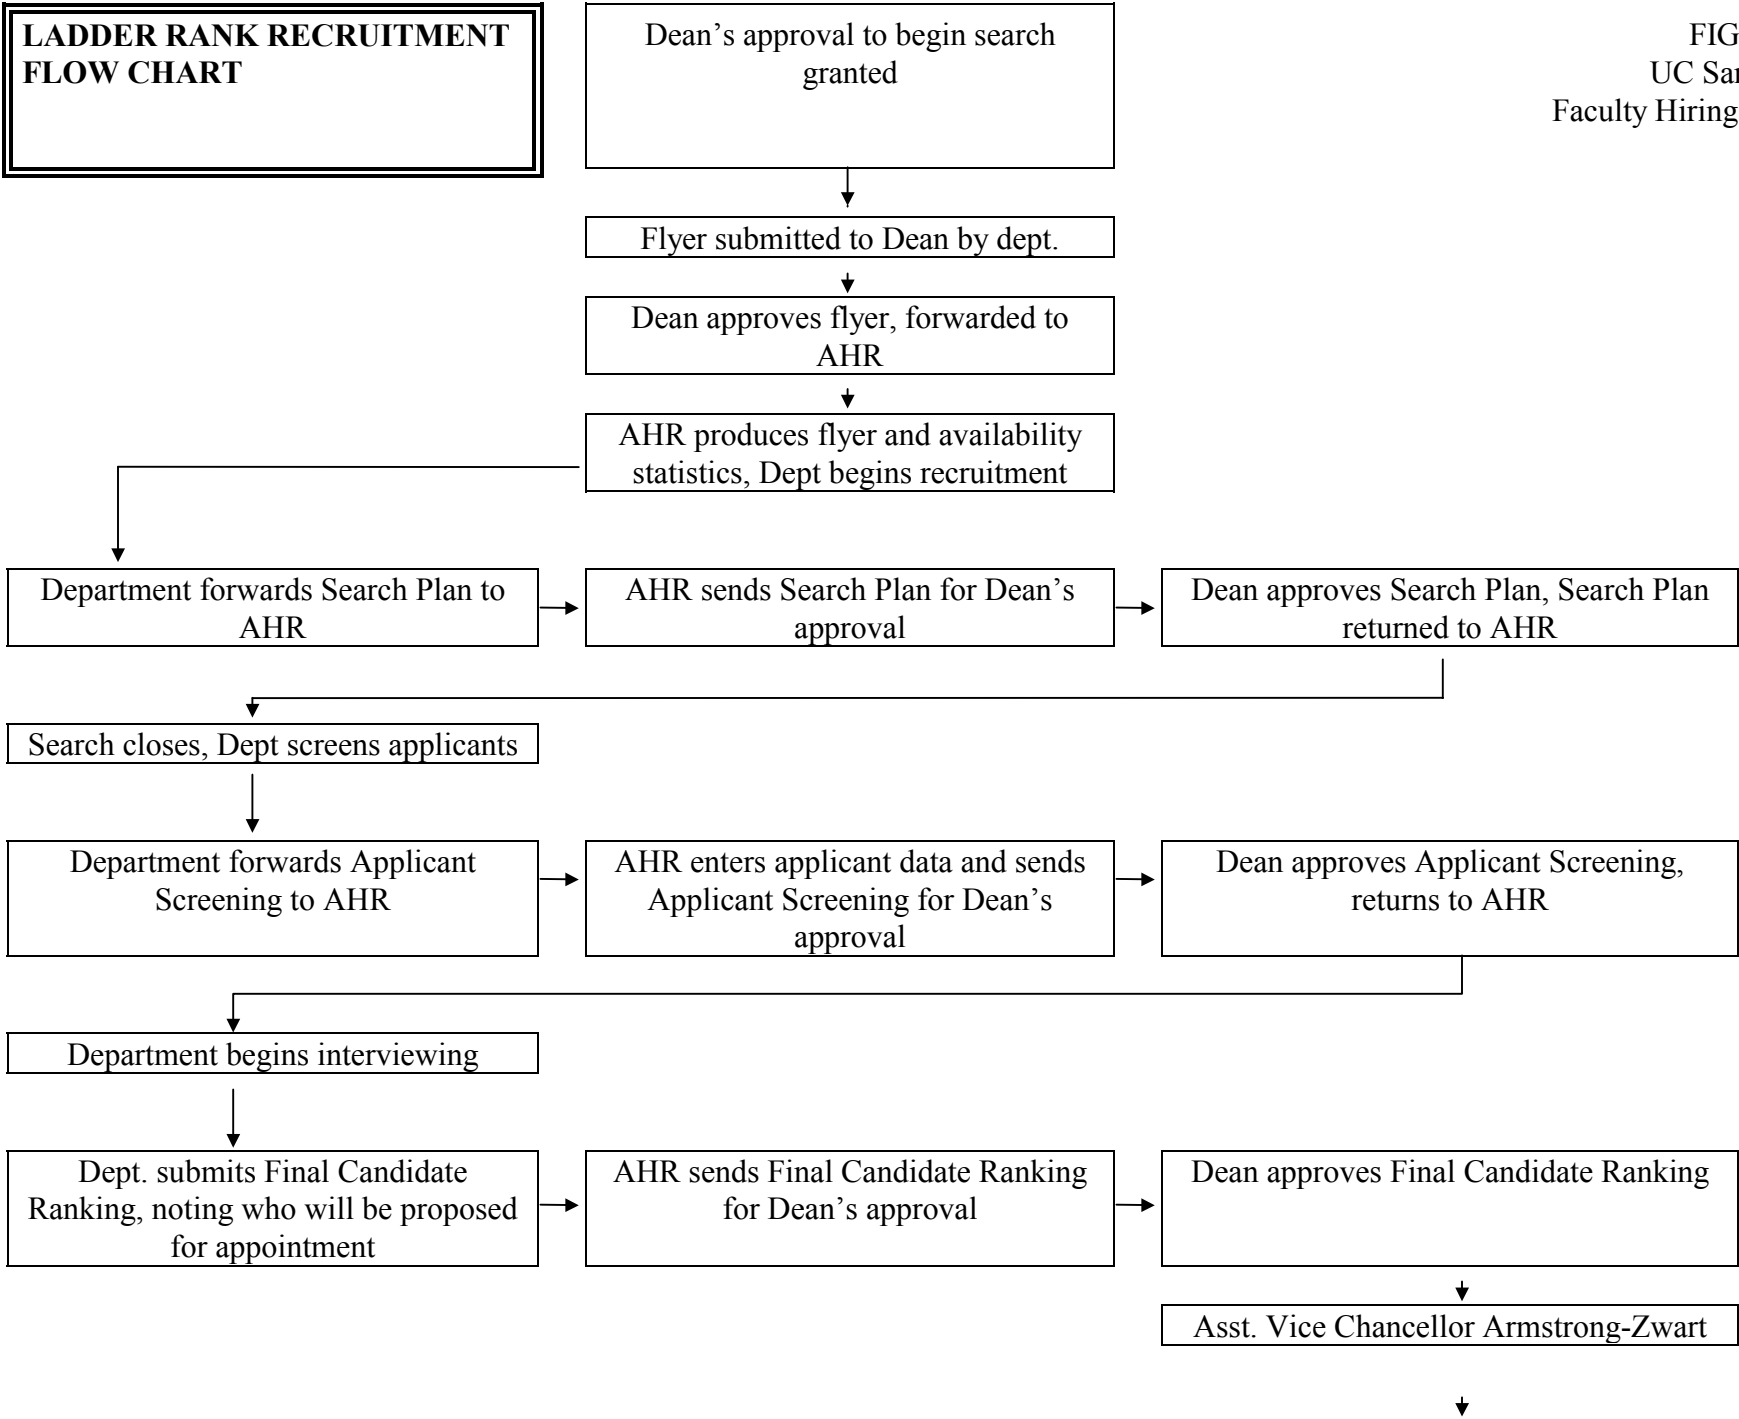 LADDER RANK RECRUITMENT
FLOW CHART
Dean’s approval to begin search
granted
FIG
UC San
Faculty Hiring
Flyer submitted to Dean by dept.
Dean approves flyer, forwarded to
AHR
AHR produces flyer and availability
statistics, Dept begins recruitment
Department forwards Search Plan to
AHR
AHR sends Search Plan for Dean’s
approval
Dean approves Search Plan, Search Plan
returned to AHR
Search closes, Dept screens applicants
Department forwards Applicant
Screening to AHR
AHR enters applicant data and sends
Applicant Screening for Dean’s
approval
Dean approves Applicant Screening,
returns to AHR
Department begins interviewing
Dept. submits Final Candidate
Ranking, noting who will be proposed
for appointment
AHR sends Final Candidate Ranking
for Dean’s approval
Dean approves Final Candidate Ranking
Asst. Vice Chancellor Armstrong-Zwart